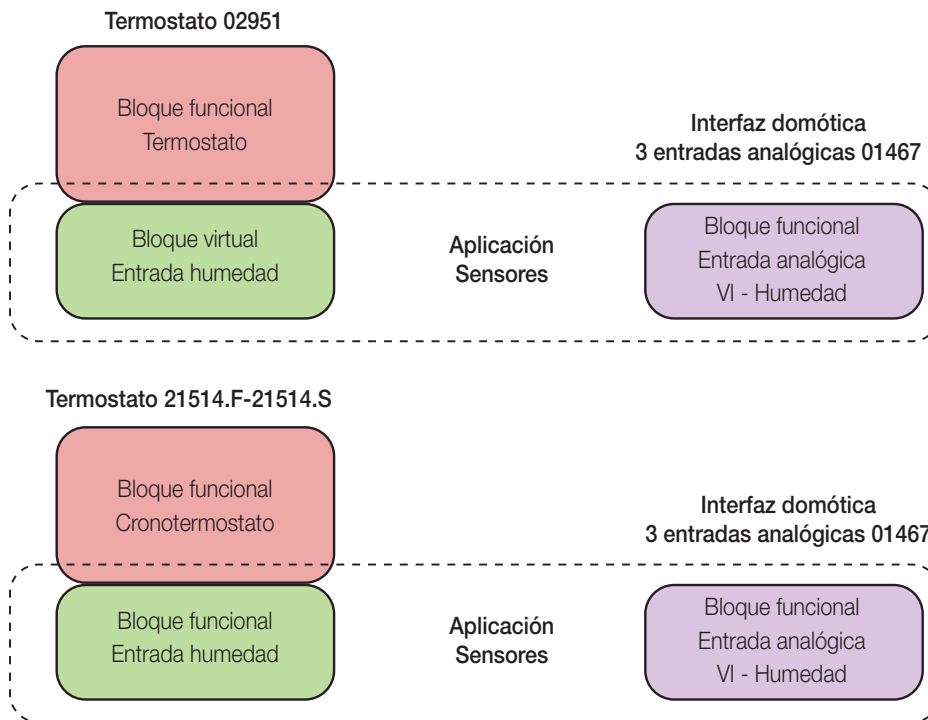 Termostato 02951
Bloque funcional
Termostato
Interfaz domótica
3 entradas analógicas 01467
Bloque virtual
Entrada humedad
Aplicación
Sensores
Bloque funcional
Entrada analógica
VI - Humedad
Termostato 21514.F-21514.S
Bloque funcional
Cronotermostato
Interfaz domótica
3 entradas analógicas 01467
Bloque funcional
Entrada humedad
Aplicación
Sensores
Bloque funcional
Entrada analógica
VI - Humedad